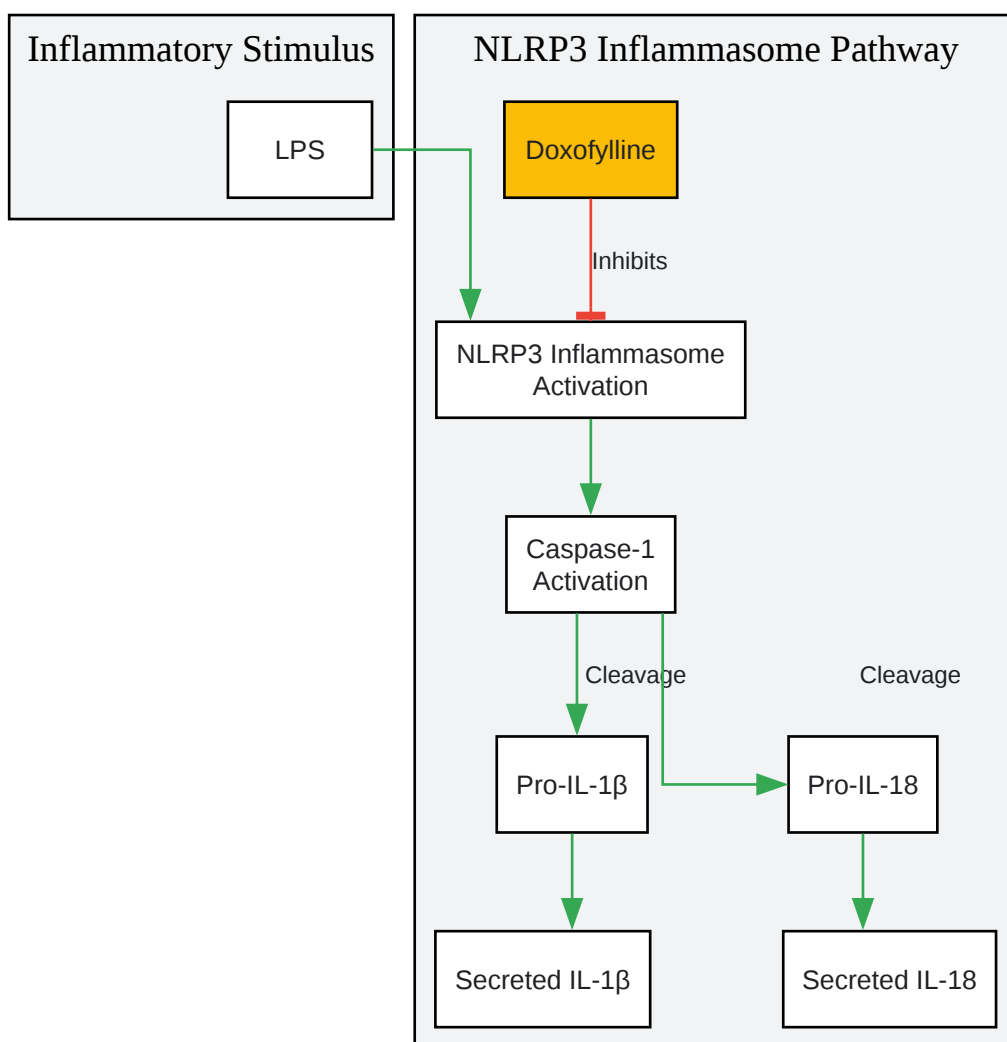 Inflammatory Stimulus
NLRP3 Inflammasome Pathway
LPS
Doxofylline
Inhibits
NLRP3 Inflammasome
Activation
Caspase-1
Activation
Cleavage
Cleavage
Pro-IL-1β
Pro-IL-18
Secreted IL-1β
Secreted IL-18